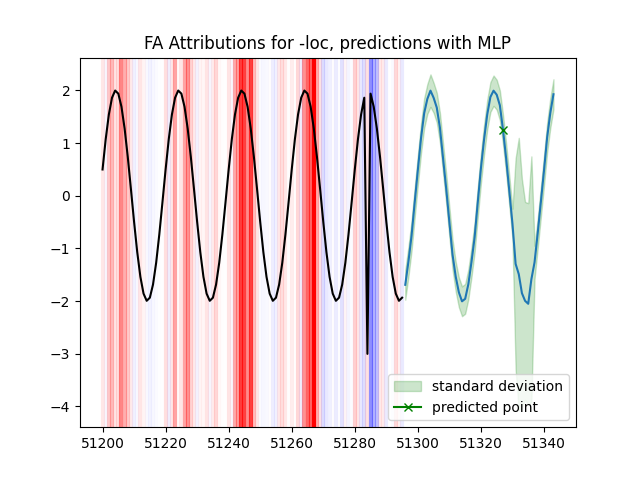 FA Attributions for -loc, predictions with MLP
2
1
0
−1
−2
−3
−4
standard deviation
predicted point
51200 51220 51240 51260 51280 51300 51320 51340